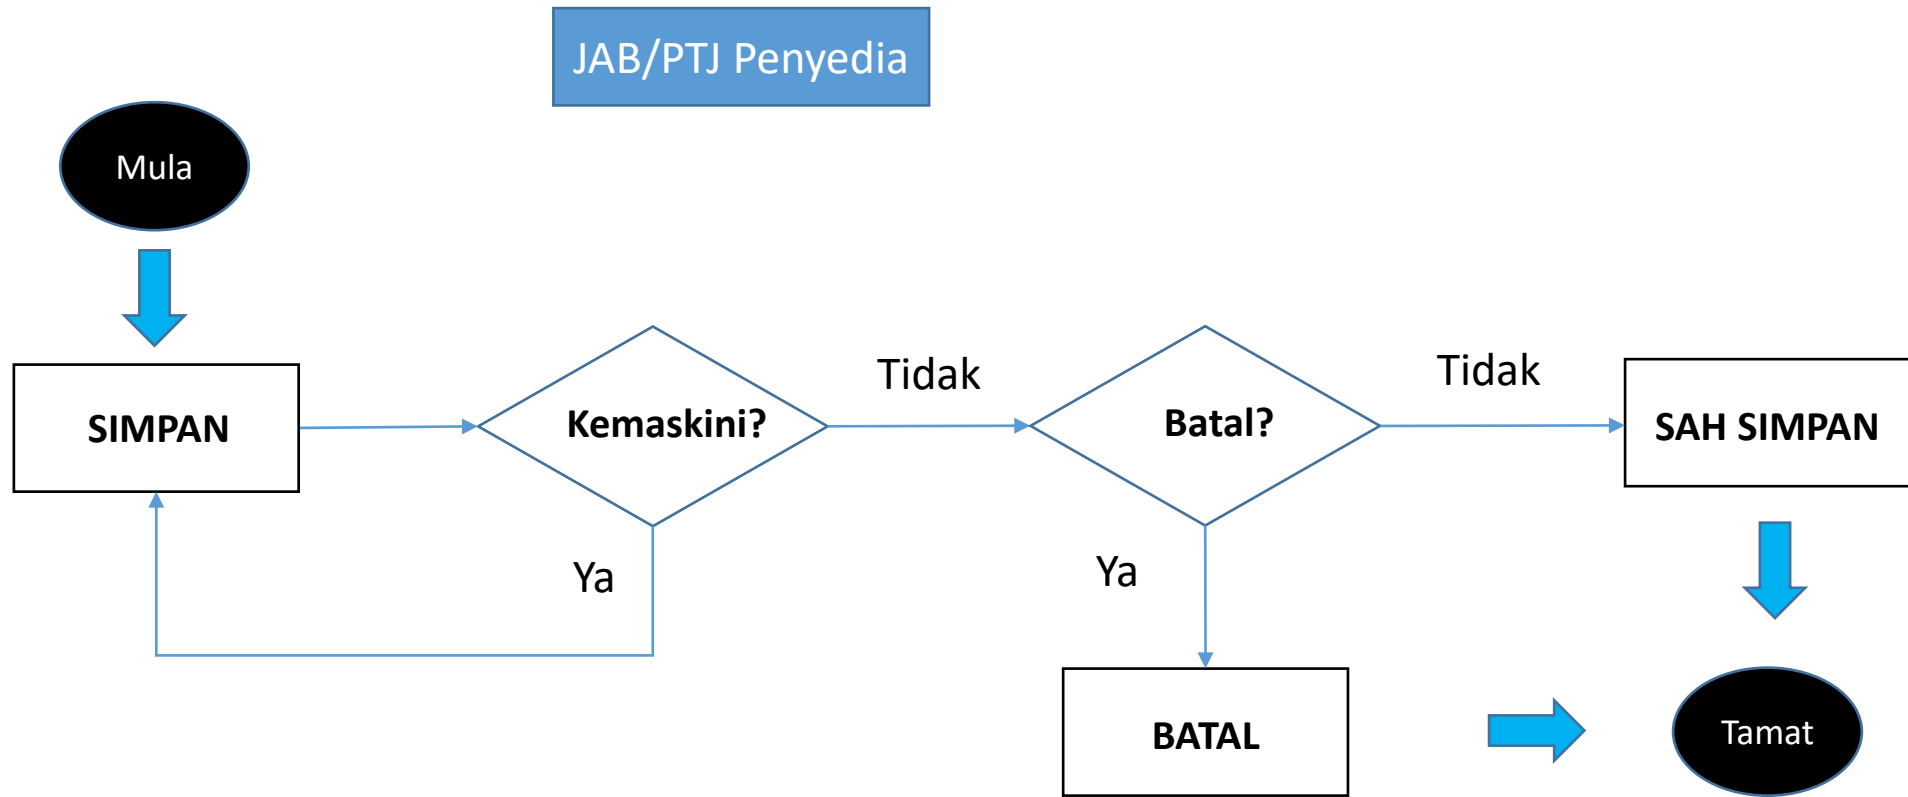 JAB/PTJ Penyedia
Mula
SIMPAN
Kemaskini?
Tidak
Batal?
Tidak
SAH SIMPAN
Ya
Ya
BATAL
Tamat